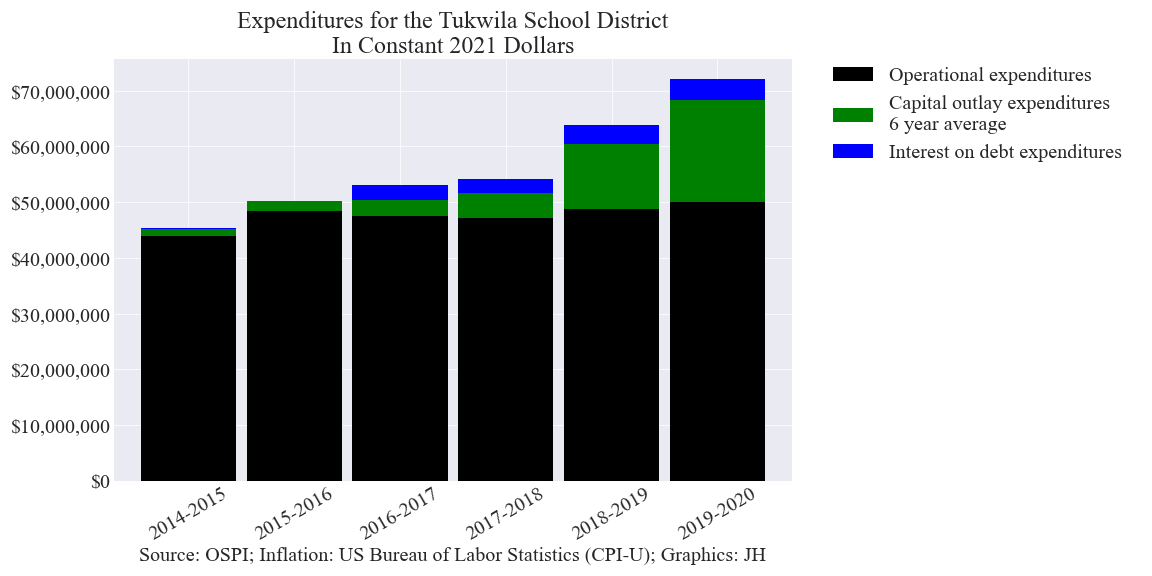 Expenditures for the Tukwila School District
In Constant 2021 Dollars
$70,000,000
$60,000,000
$50,000,000
$40,000,000
$30,000,000
$20,000,000
$10,000,000
$0
2014-2015
2015-2016
2016-2017
2017-2018
2018-2019
2019-2020
Source: OSPI; Inflation: US Bureau of Labor Statistics (CPI-U); Graphics: JH
Operational expenditures
Capital outlay expenditures
6 year average
Interest on debt expenditures